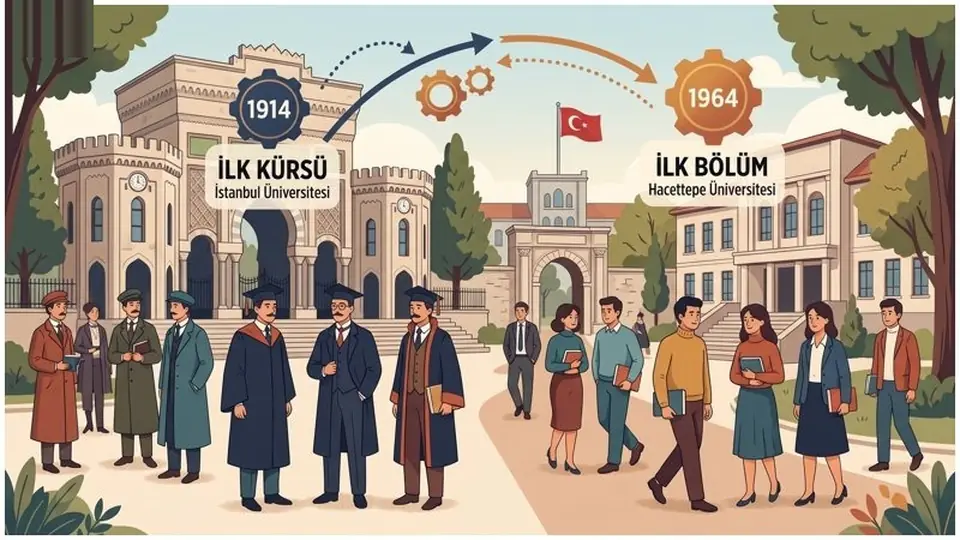 1914
İLK KÜRSÜ
İstanbul Üniversitesi
1964
İLK BÖLÜM
Hacettepe Üniversitesi